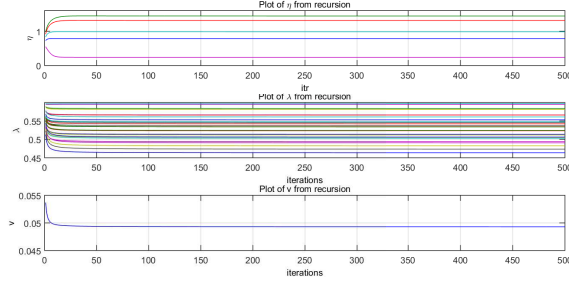 Plot of η from recursion
η
1
0
0 50 100 150 200 250 300 350 400 450 500
itr
Plot of λ from recursion
λ
0.55
0.5
0.45
0 50 100 150 200 250 300 350 400 450 500
iterations
Plot of v from recursion
v
0.055
0.05
0.045
0 50 100 150 200 250 300 350 400 450 500
iterations